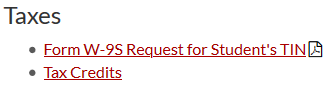 Taxes
Form W-9S Request for Student's TIN
Tax Credits